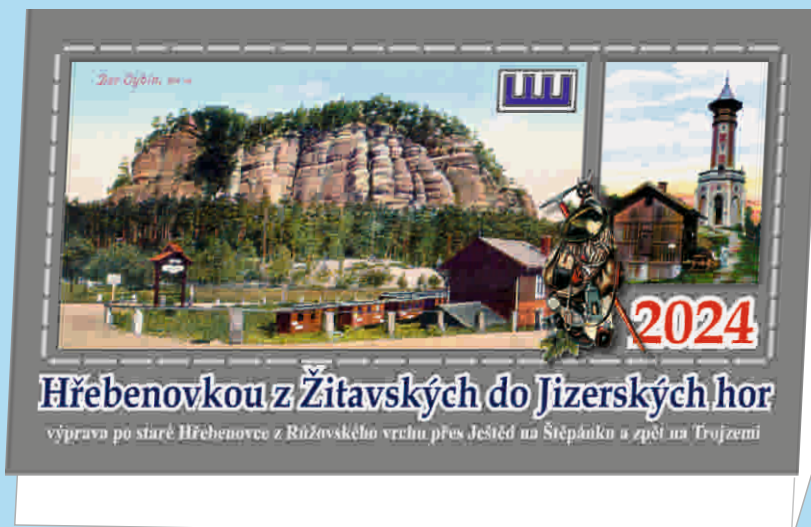 Der Oybin.
2024
Hřebenovkou z Žitavských do Jizerských hor
výprava po staré Hřebenovce z Růžovského vrchu přes Ještěd na Štěpánku a zpět na Trojzemí